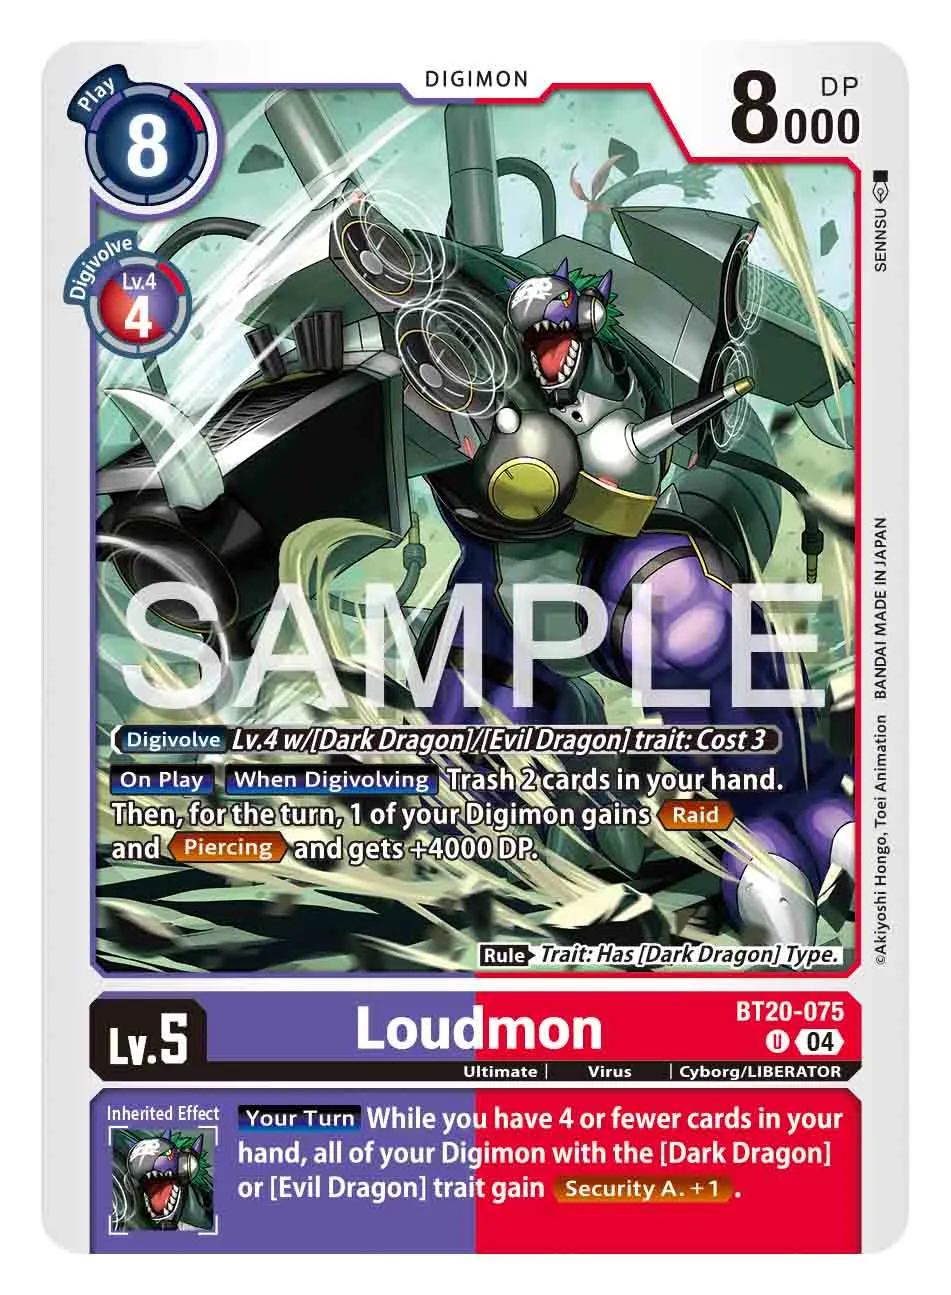 DIGIMON
Play
8
DP
8000
Digivolve
Lv.4
4
SENNSU
©Akiyoshi Hongo, Toei Animation BANDAI MADE IN JAPAN
SAMPLE
Digivolve Lv.4 w/[Dark Dragon]/[Evil Dragon] trait: Cost 3
On Play When Digivolving Trash 2 cards in your hand.
Then, for the turn, 1 of your Digimon gains Raid
and Piercing and gets +4000 DP.
Rule Trait: Has [Dark Dragon] Type.
Lv.5
Loudmon
BT20-075
U 04
Ultimate | Virus | Cyborg/LIBERATOR
Inherited Effect
Your Turn While you have 4 or fewer cards in your
hand, all of your Digimon with the [Dark Dragon]
or [Evil Dragon] trait gain Security A. +1 .